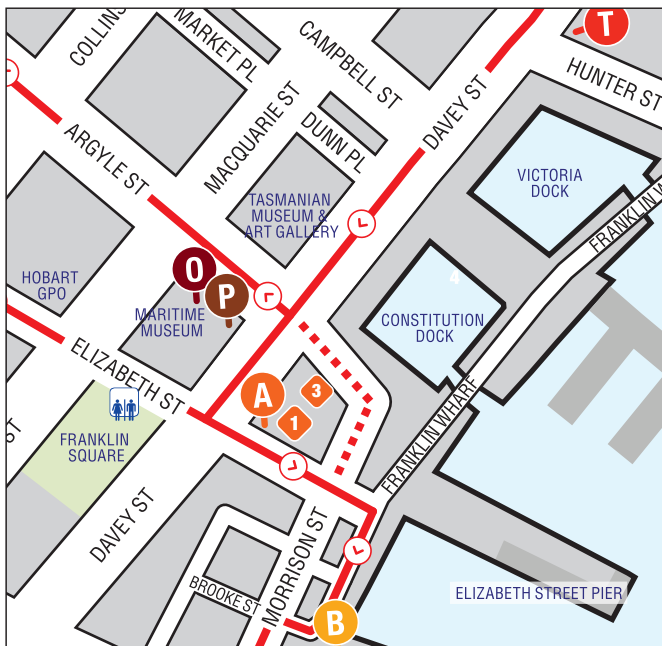 T
COLLINS
MARKET PL
CAMPBELL ST
HUNTER ST
MACQUARIE ST
DUNN PL
DAVEY ST
ARGYLE ST
VICTORIA
DOCK
TASMANIAN
MUSEUM &
ART GALLERY
FRANKLIN W
O
P
4
HOBART
GPO
MARITIME
MUSEUM
CONSTITUTION
DOCK
ELIZABETH ST
A
3
1
FRANKLIN WHARF
FRANKLIN
SQUARE
ST
DAVEY ST
MORRISON ST
BROOKE ST
B
ELIZABETH STREET PIER